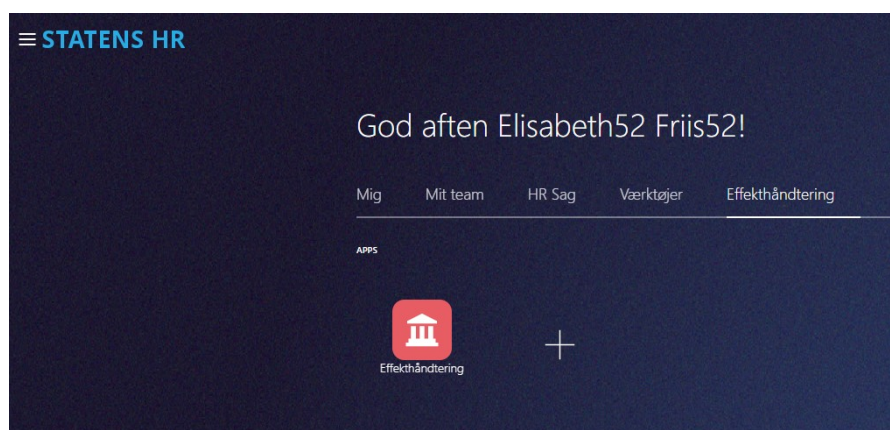 STATENS HR
God aften Elisabeth52 Friis52!
Mig Mit team HR Sag Værktøjer Effekthåndtering
APPS
Effekthåndtering